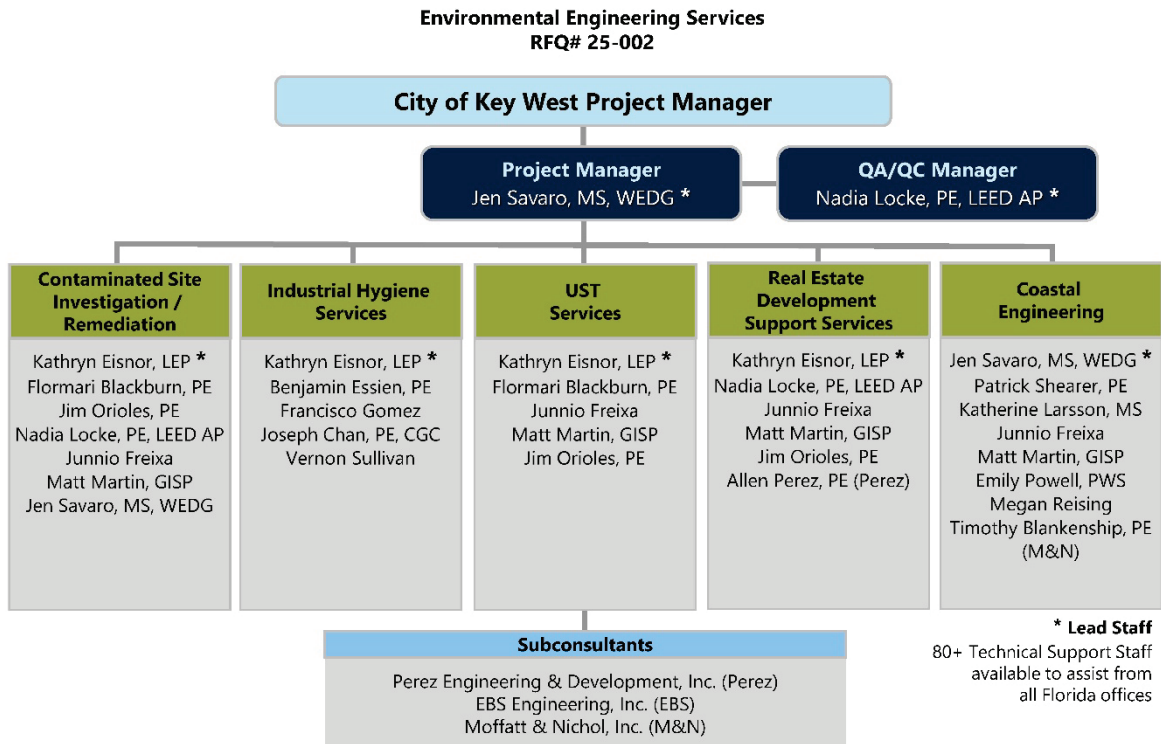 Environmental Engineering Services
RFQ# 25-002
City of Key West Project Manager
Project Manager
Jen Savaro, MS, WEDG *
QA/QC Manager
Nadia Locke, PE, LEED AP *
Contaminated Site
Investigation /
Remediation
Kathryn Eisnor, LEP *
Flormari Blackburn, PE
Jim Orioles, PE
Nadia Locke, PE, LEED AP
Junnio Freixa
Matt Martin, GISP
Jen Savaro, MS, WEDG
Industrial Hygiene
Services
Kathryn Eisnor, LEP *
Benjamin Essien, PE
Francisco Gomez
Joseph Chan, PE, CGC
Vernon Sullivan
UST
Services
Kathryn Eisnor, LEP *
Flormari Blackburn, PE
Junnio Freixa
Matt Martin, GISP
Jim Orioles, PE
Real Estate
Development
Support Services
Kathryn Eisnor, LEP *
Nadia Locke, PE, LEED AP
Junnio Freixa
Matt Martin, GISP
Jim Orioles, PE
Allen Perez, PE (Perez)
Coastal
Engineering
Jen Savaro, MS, WEDG *
Patrick Shearer, PE
Katherine Larsson, MS
Junnio Freixa
Matt Martin, GISP
Emily Powell, PWS
Megan Reising
Timothy Blankenship, PE
(M&N)
Subconsultants
Perez Engineering & Development, Inc. (Perez)
EBS Engineering, Inc. (EBS)
Moffatt & Nichol, Inc. (M&N)
* Lead Staff
80+ Technical Support Staff
available to assist from
all Florida offices